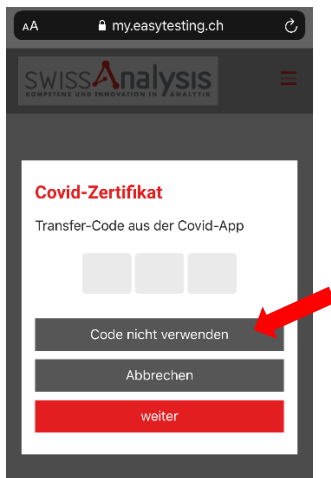 AA my.easytesting.ch
SWISSAnalysis
KOMPETENZ UND INNOVATION IN ANALYTIK
Covid-Zertifikat
Transfer-Code aus der Covid-App
Code nicht verwenden
Abbrechen
weiter